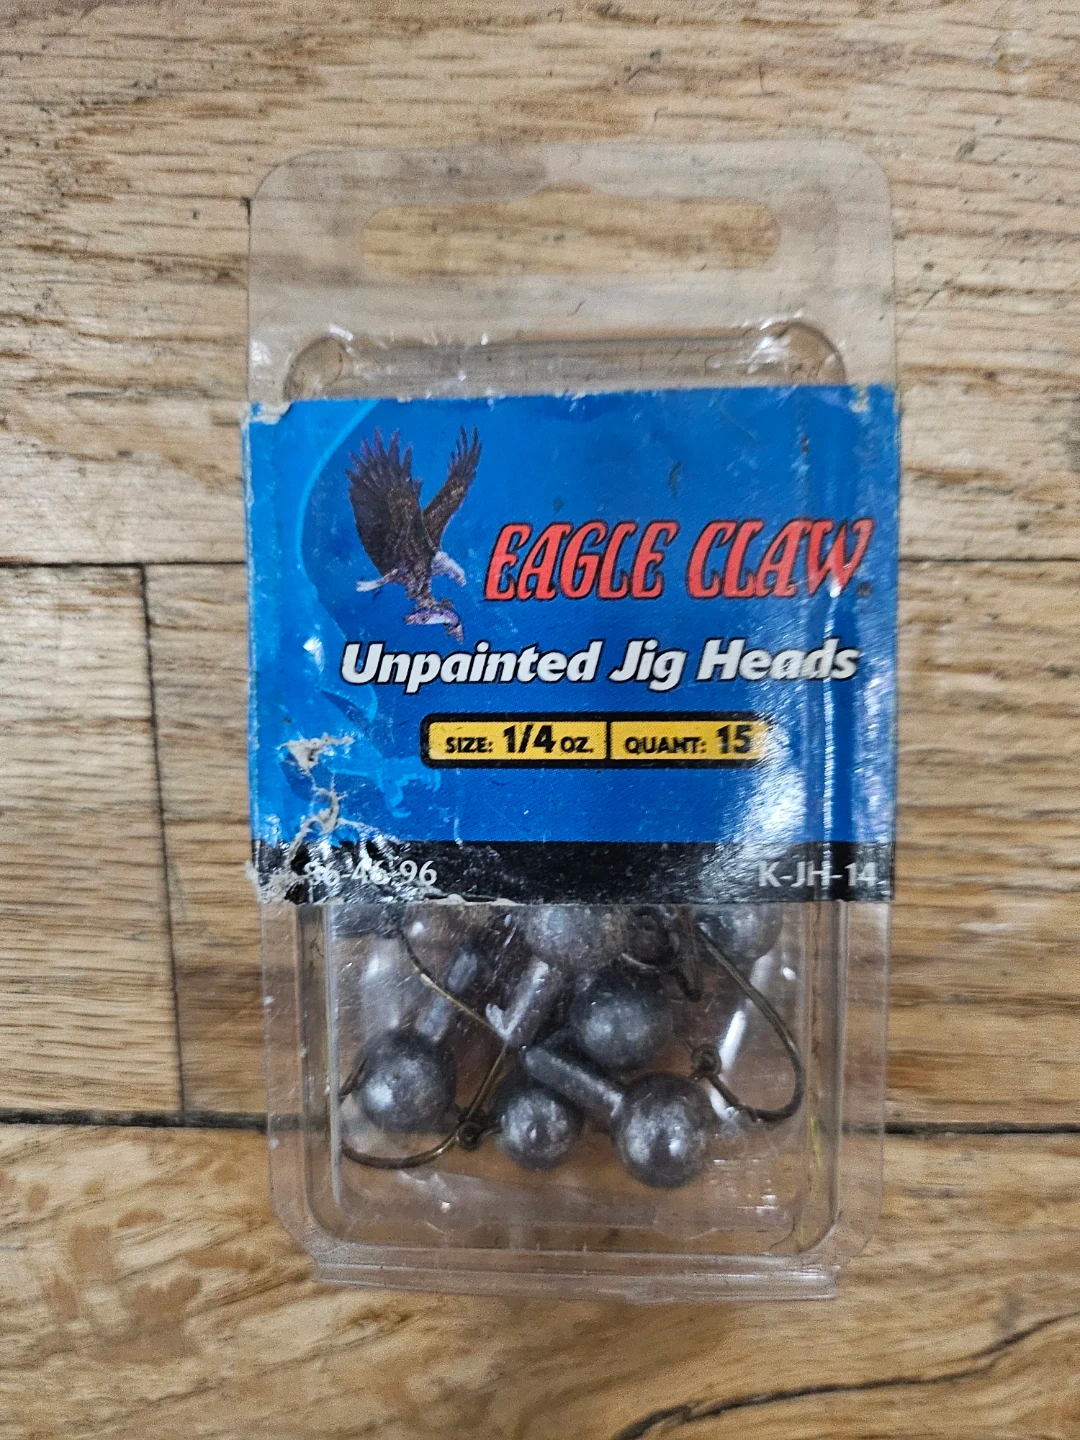 EAGLE CLAW®
Unpainted Jig Heads
SIZE: 1/4 OZ. QUANT: 15
K-JH-14